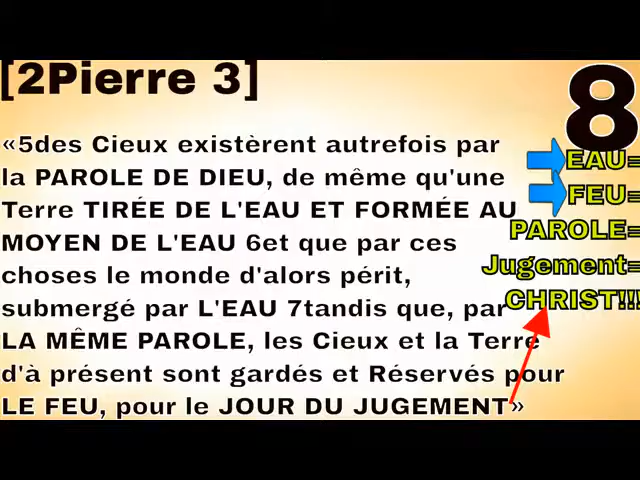 [2Pierre 3]
8
«5des Cieux existèrent autrefois par
la PAROLE DE DIEU, de même qu'une
Terre TIRÉE DE L'EAU ET FORMÉE AU
MOYEN DE L'EAU 6et que par ces
choses le monde d'alors périt,
submergé par L'EAU 7tandis que, par
LA MÊME PAROLE, les Cieux et la Terre
d'à présent sont gardés et Réservés pour
LE FEU, pour le JOUR DU JUGEMENT»
EAU=
FEU=
PAROLE=
Jugement=
CHRIST!!!